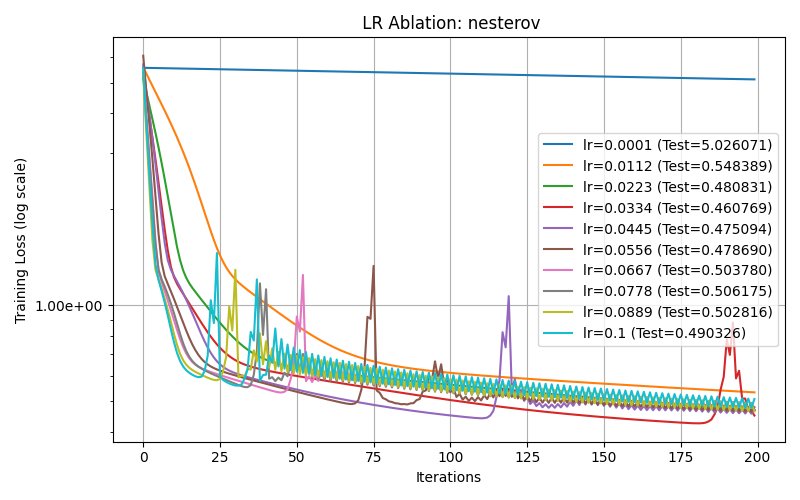 LR Ablation: nesterov
Training Loss (log scale)
1.00e+00
lr=0.0001 (Test=5.026071)
lr=0.0112 (Test=0.548389)
lr=0.0223 (Test=0.480831)
lr=0.0334 (Test=0.460769)
lr=0.0445 (Test=0.475094)
lr=0.0556 (Test=0.478690)
lr=0.0667 (Test=0.503780)
lr=0.0778 (Test=0.506175)
lr=0.0889 (Test=0.502816)
lr=0.1 (Test=0.490326)
0 25 50 75 100 125 150 175 200
Iterations